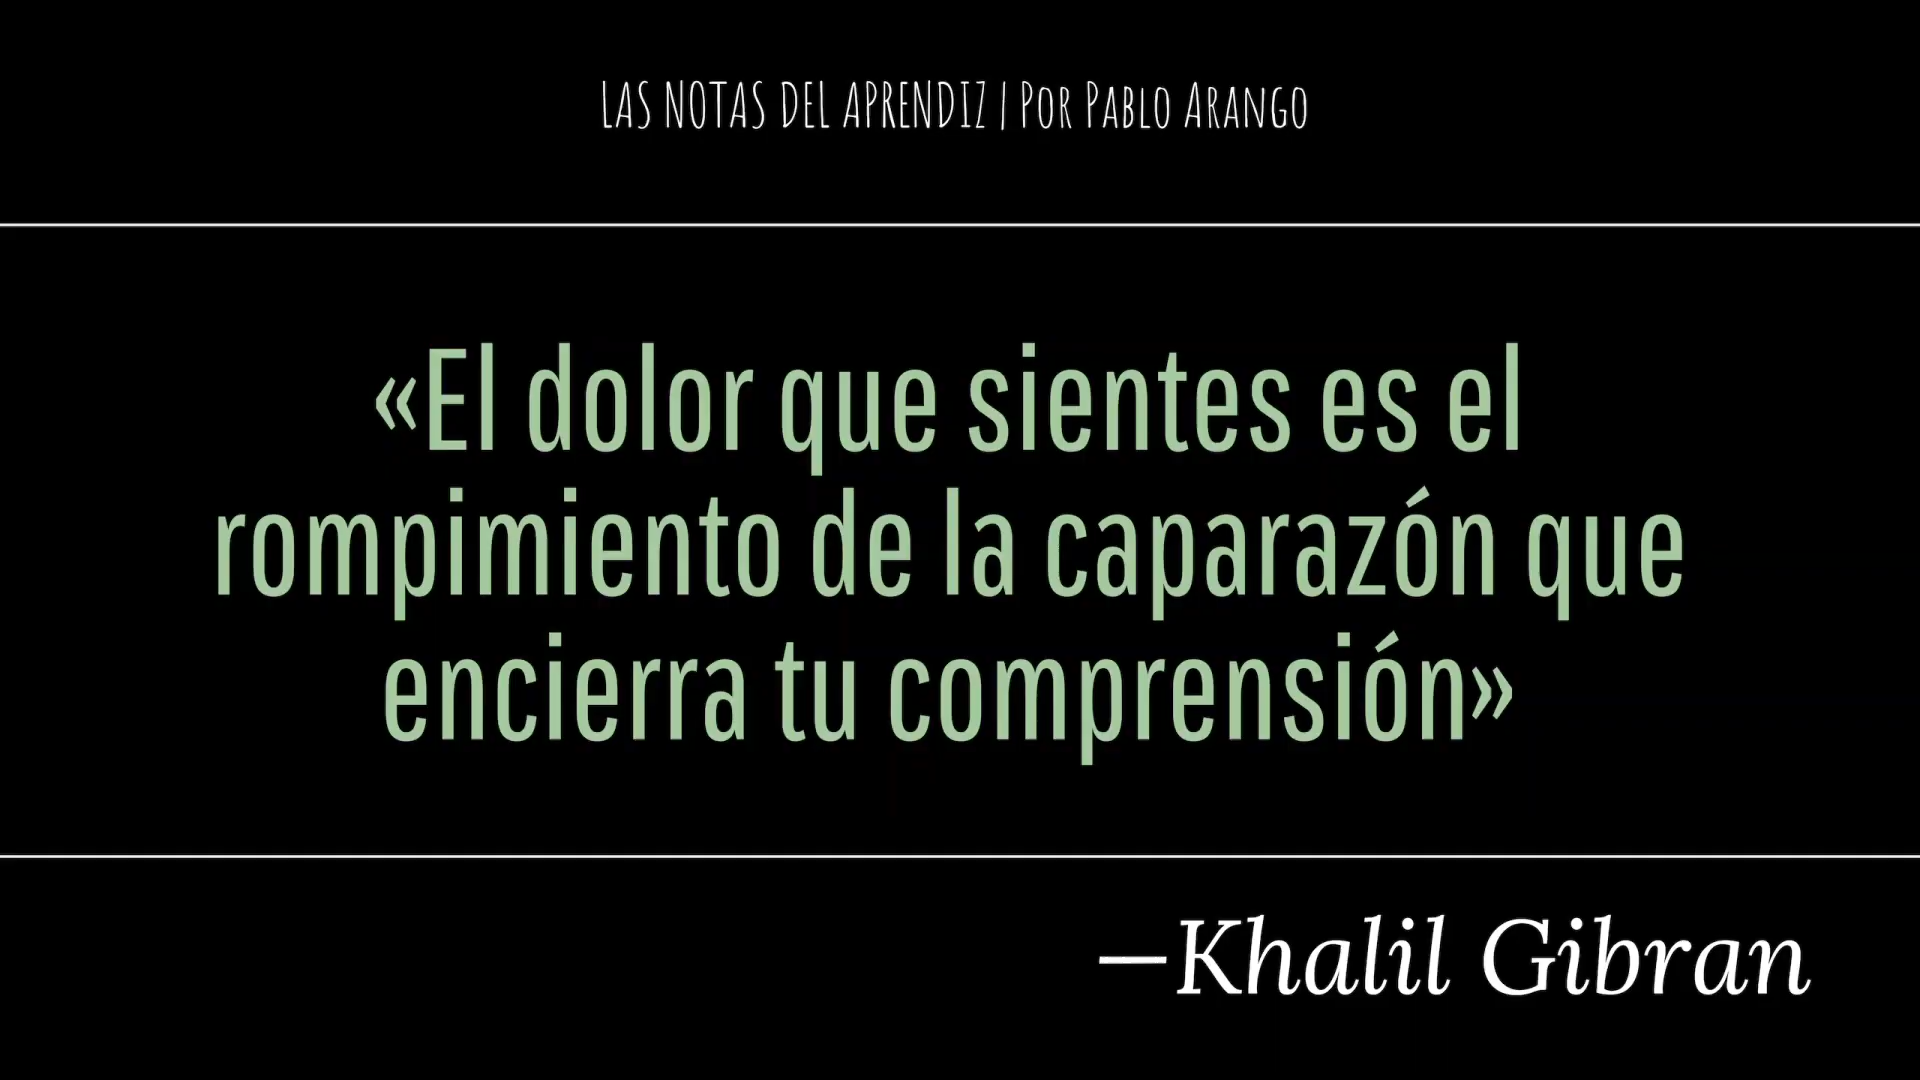 LAS NOTAS DEL APRENDIZ | Por Pablo Arango
«El dolor que sientes es el
rompimiento de la caparazón que
encierra tu comprensión»
—Khalil Gibran